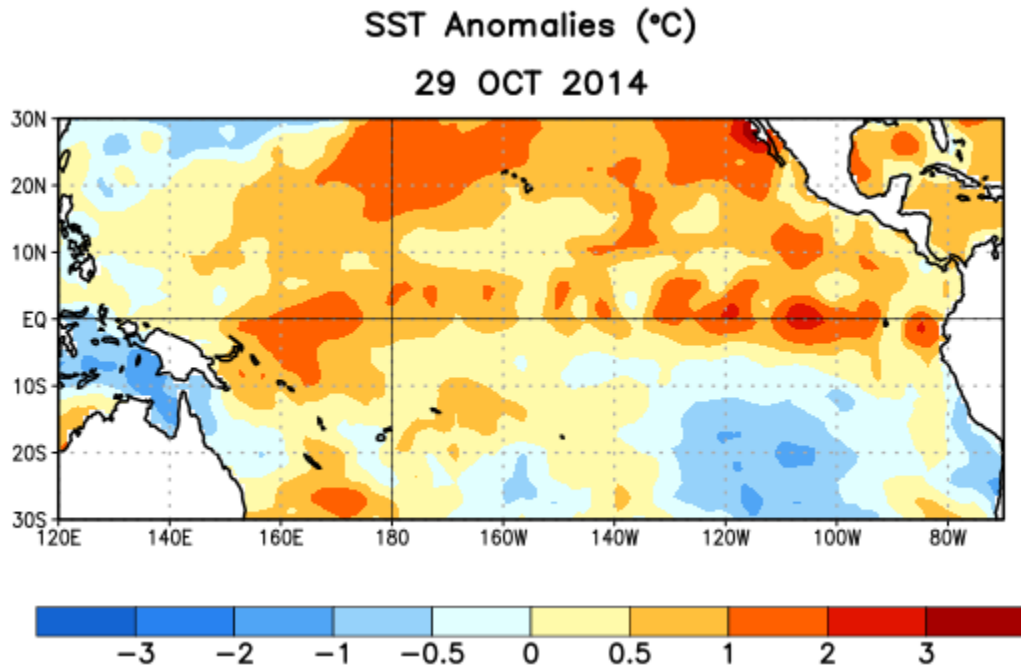 SST Anomalies (°C)
29 OCT 2014
30N
20N
10N
EQ
10S
20S
30S
120E 140E 160E 180 160W 140W 120W 100W 80W
-3 -2 -1 -0.5 0 0.5 1 2 3